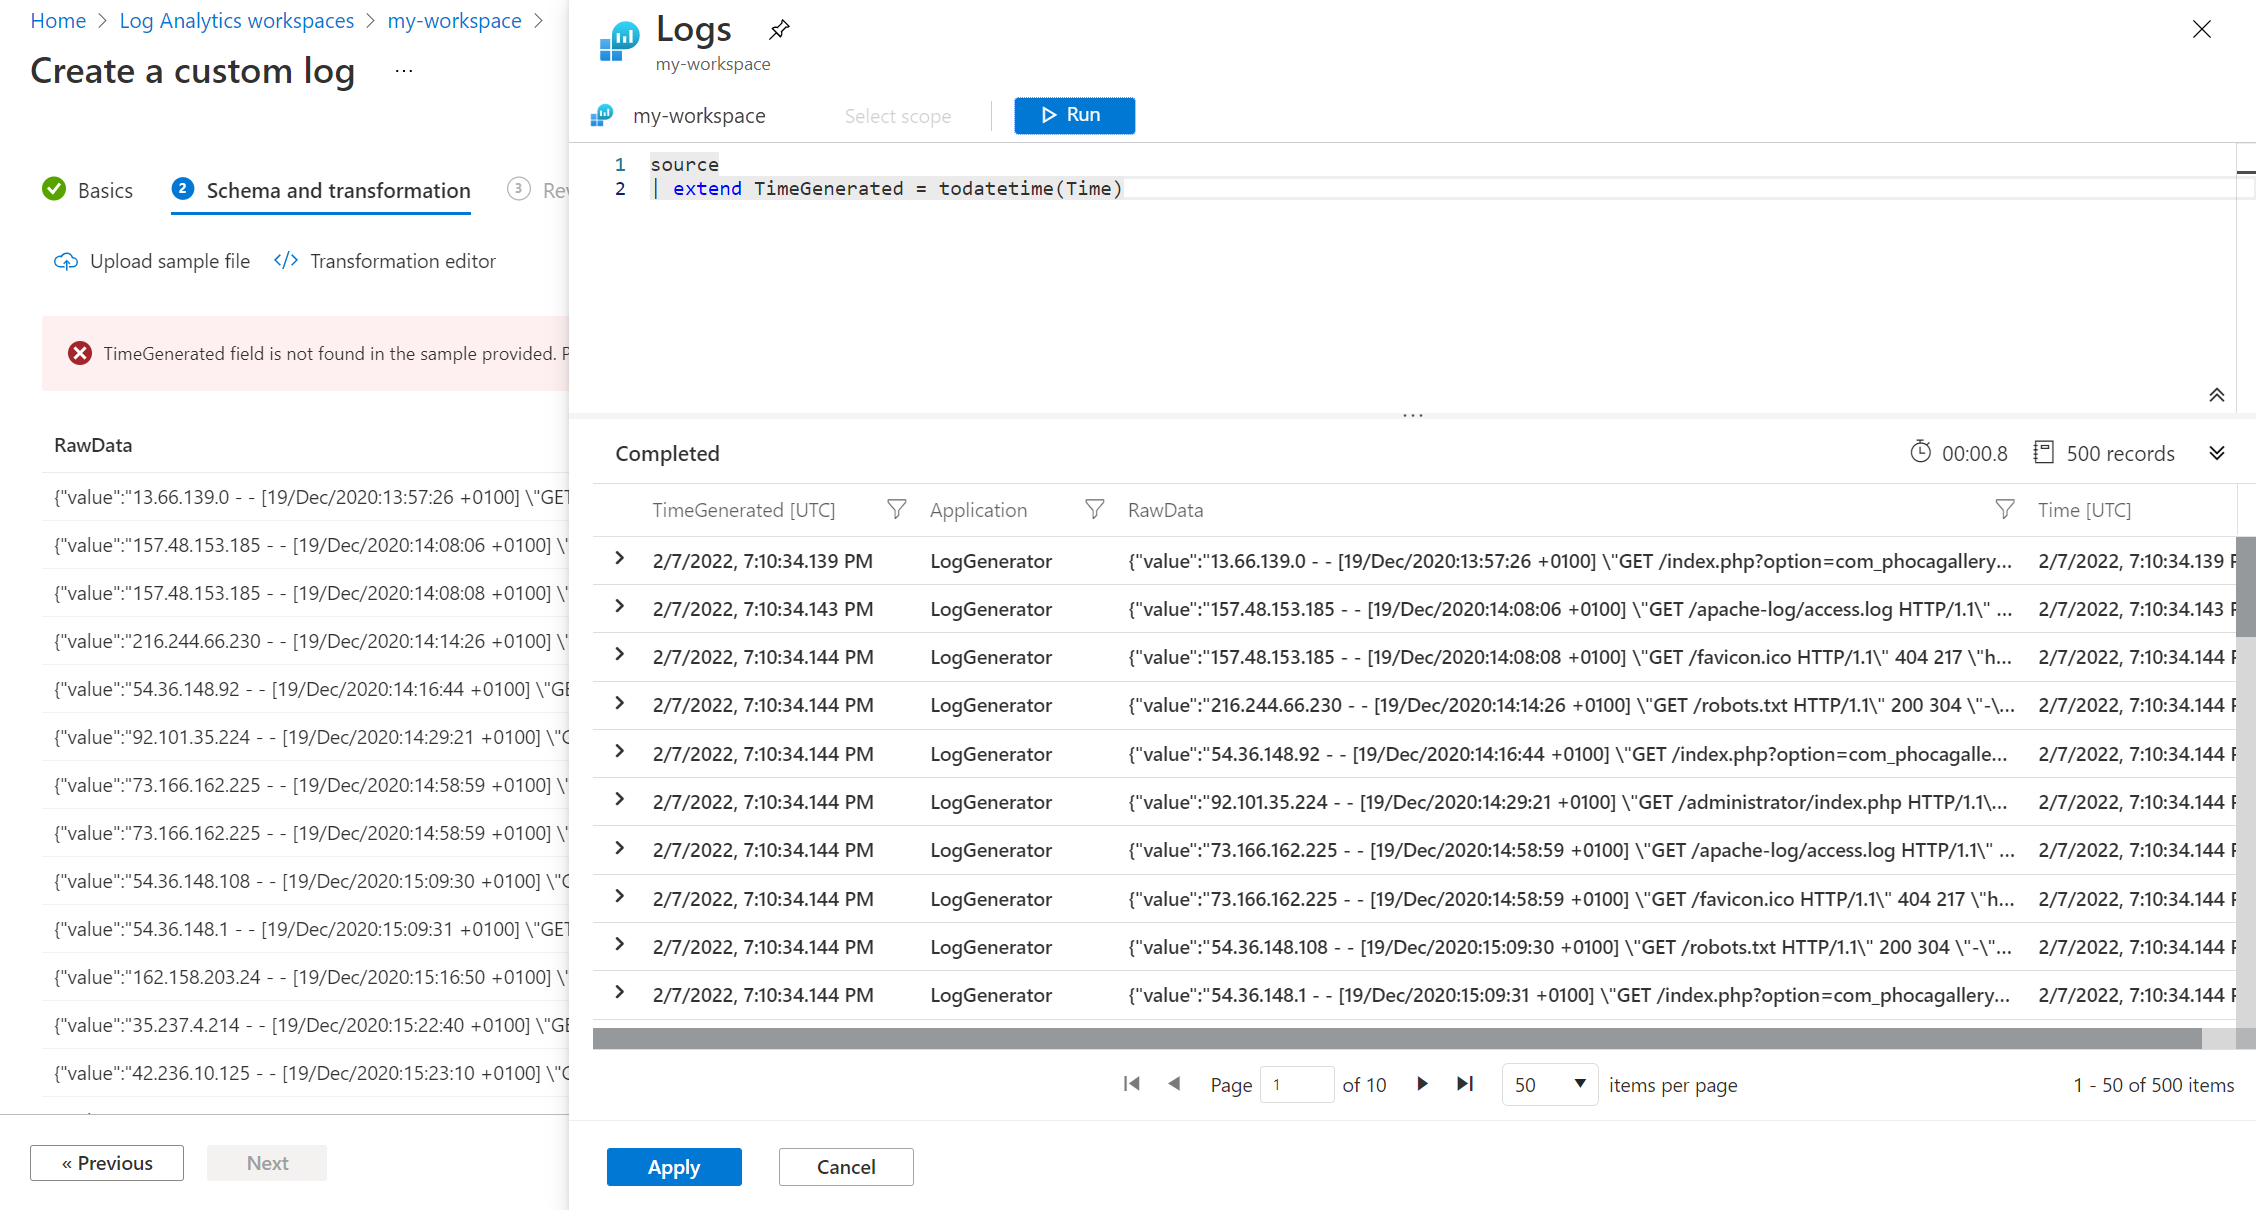 Home > Log Analytics workspaces > my-workspace >
Create a custom log ...
Basics
2 Schema and transformation
3
Upload sample file
</> Transformation editor
TimeGenerated field is not found in the sample provided.
RawData
{"value":"13.66.139.0 - - [19/Dec/2020:13:57:26 +0100] \"GET
{"value":"157.48.153.185 - - [19/Dec/2020:14:08:06 +0100] \"
{"value":"157.48.153.185 - - [19/Dec/2020:14:08:08 +0100] \"
{"value":"216.244.66.230 - - [19/Dec/2020:14:14:26 +0100] \"
{"value":"54.36.148.92 - - [19/Dec/2020:14:16:44 +0100] \"GE
{"value":"92.101.35.224 - - [19/Dec/2020:14:29:21 +0100] \"G
{"value":"73.166.162.225 - - [19/Dec/2020:14:58:59 +0100] \"
{"value":"73.166.162.225 - - [19/Dec/2020:14:58:59 +0100] \"
{"value":"54.36.148.108 - - [19/Dec/2020:15:09:30 +0100] \"G
{"value":"54.36.148.1 - - [19/Dec/2020:15:09:31 +0100] \"GET
{"value":"162.158.203.24 - - [19/Dec/2020:15:16:50 +0100] \"
{"value":"35.237.4.214 - - [19/Dec/2020:15:22:40 +0100] \"GE
{"value":"42.236.10.125 - - [19/Dec/2020:15:23:10 +0100] \"G
« Previous
Next
Logs
my-workspace
my-workspace
Select scope
Run
1 source
2 | extend TimeGenerated = todatetime(Time)
...
Completed
00:00.8
500 records
TimeGenerated [UTC] Application RawData Time [UTC]
2/7/2022, 7:10:34.139 PM LogGenerator {"value":"13.66.139.0 - - [19/Dec/2020:13:57:26 +0100] \"GET /index.php?option=com_phocagallery... 2/7/2022, 7:10:34.139 P
2/7/2022, 7:10:34.143 PM LogGenerator {"value":"157.48.153.185 - - [19/Dec/2020:14:08:06 +0100] \"GET /apache-log/access.log HTTP/1.1\" ... 2/7/2022, 7:10:34.143 P
2/7/2022, 7:10:34.144 PM LogGenerator {"value":"157.48.153.185 - - [19/Dec/2020:14:08:08 +0100] \"GET /favicon.ico HTTP/1.1\" 404 217 \"h... 2/7/2022, 7:10:34.144 P
2/7/2022, 7:10:34.144 PM LogGenerator {"value":"216.244.66.230 - - [19/Dec/2020:14:14:26 +0100] \"GET /robots.txt HTTP/1.1\" 200 304 \"-\... 2/7/2022, 7:10:34.144 P
2/7/2022, 7:10:34.144 PM LogGenerator {"value":"54.36.148.92 - - [19/Dec/2020:14:16:44 +0100] \"GET /index.php?option=com_phocagalle... 2/7/2022, 7:10:34.144 P
2/7/2022, 7:10:34.144 PM LogGenerator {"value":"92.101.35.224 - - [19/Dec/2020:14:29:21 +0100] \"GET /administrator/index.php HTTP/1.1\... 2/7/2022, 7:10:34.144 P
2/7/2022, 7:10:34.144 PM LogGenerator {"value":"73.166.162.225 - - [19/Dec/2020:14:58:59 +0100] \"GET /apache-log/access.log HTTP/1.1\" ... 2/7/2022, 7:10:34.144 P
2/7/2022, 7:10:34.144 PM LogGenerator {"value":"73.166.162.225 - - [19/Dec/2020:14:58:59 +0100] \"GET /favicon.ico HTTP/1.1\" 404 217 \"h... 2/7/2022, 7:10:34.144 P
2/7/2022, 7:10:34.144 PM LogGenerator {"value":"54.36.148.108 - - [19/Dec/2020:15:09:30 +0100] \"GET /robots.txt HTTP/1.1\" 200 304 \"-\"... 2/7/2022, 7:10:34.144 P
2/7/2022, 7:10:34.144 PM LogGenerator {"value":"54.36.148.1 - - [19/Dec/2020:15:09:31 +0100] \"GET /index.php?option=com_phocagallery... 2/7/2022, 7:10:34.144 P
Page 1 of 10
50 items per page
1 - 50 of 500 items
Apply
Cancel